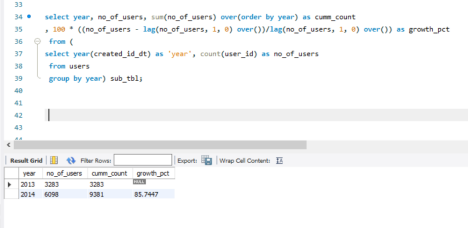 33
34 select year, no_of_users, sum(no_of_users) over(order by year) as cumm_count
35 , 100 * ((no_of_users - lag(no_of_users, 1, 0) over())/lag(no_of_users, 1, 0) over()) as growth_pct
36 from (
37 select year(created_id_dt) as 'year', count(user_id) as no_of_users
38 from users
39 group by year) sub_tbl;
40
41
42
43
44
Result Grid Filter Rows: Export: Wrap Cell Content:
year no_of_users cumm_count growth_pct
2013 3283 3283 NULL
2014 6098 9381 85.7447